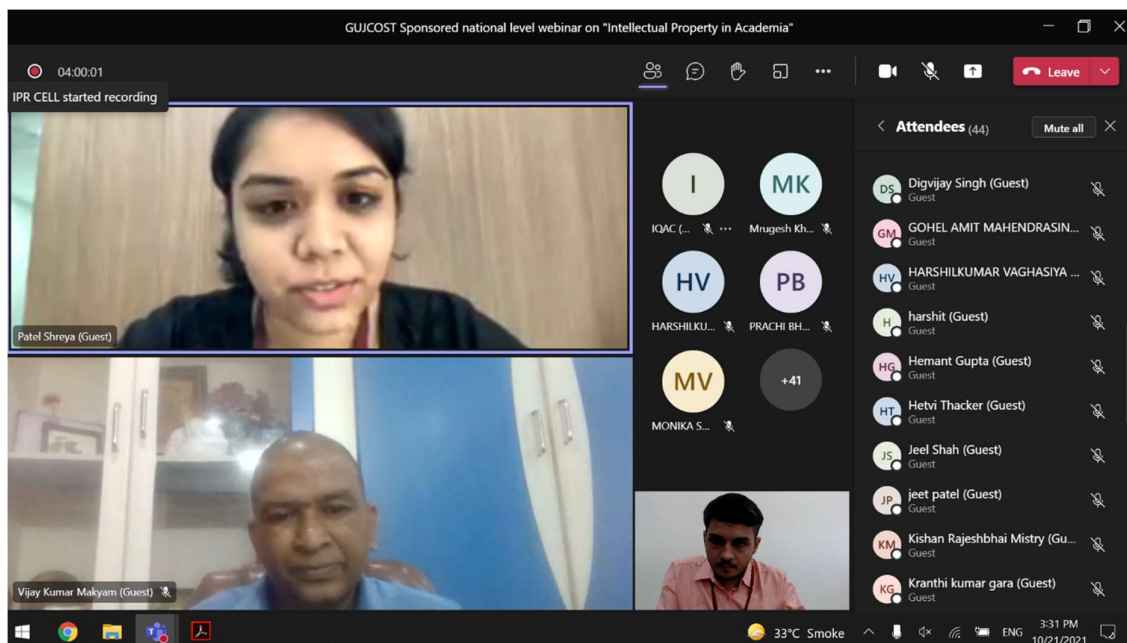 GUJCOST Sponsored national level webinar on "Intellectual Property in Academia"
04:00:01
Leave
IPR CELL started recording
Patel Shreya (Guest)
Vijay Kumar Makyam (Guest)
I
MK
IQAC (...
Mrugesh Kh...
HV
PB
HARSHILKU...
PRACHI BH...
MV
+41
MONIKA S...
Attendees (44)
Mute all
DS
Digvijay Singh (Guest)
Guest
GM
GOHEL AMIT MAHENDRASIN...
Guest
HV
HARSHILKUMAR VAGHASIYA ...
Guest
H
harshit (Guest)
Guest
HG
Hemant Gupta (Guest)
Guest
HT
Hetvi Thacker (Guest)
Guest
JS
Jeel Shah (Guest)
Guest
JP
jeet patel (Guest)
Guest
KM
Kishan Rajeshbhai Mistry (Gu...
Guest
KG
Kranthi kumar gara (Guest)
Guest
33°C Smoke
ENG
3:31 PM
10/21/2021